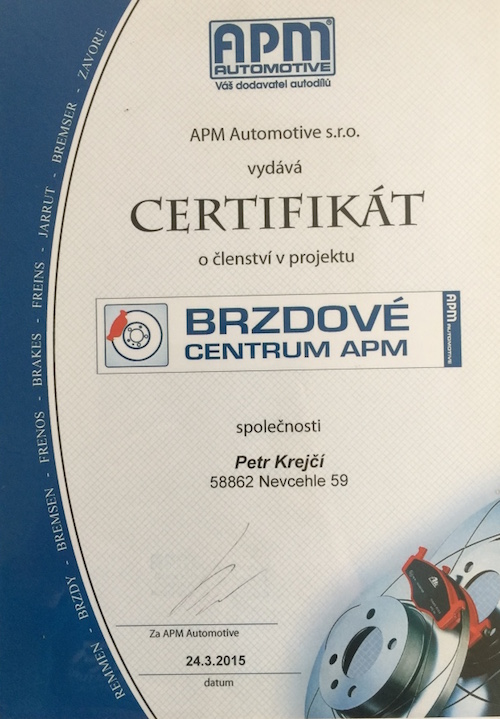 APM®
AUTOMOTIVE
Váš dodavatel autodílů
APM Automotive s.r.o.
vydává
CERTIFIKÁT
o členství v projektu
BRZDOVÉ
CENTRUM APM
APM AUTOMOTIVE
společnosti
Petr Krejčí
58862 Nevcehle 59
Za APM Automotive
24.3.2015
datum
REMMEN - BRZDY - BREMSEN - FRENOS - BRAKES - FREINS - JARRUT - BREMSER - ZAVORE